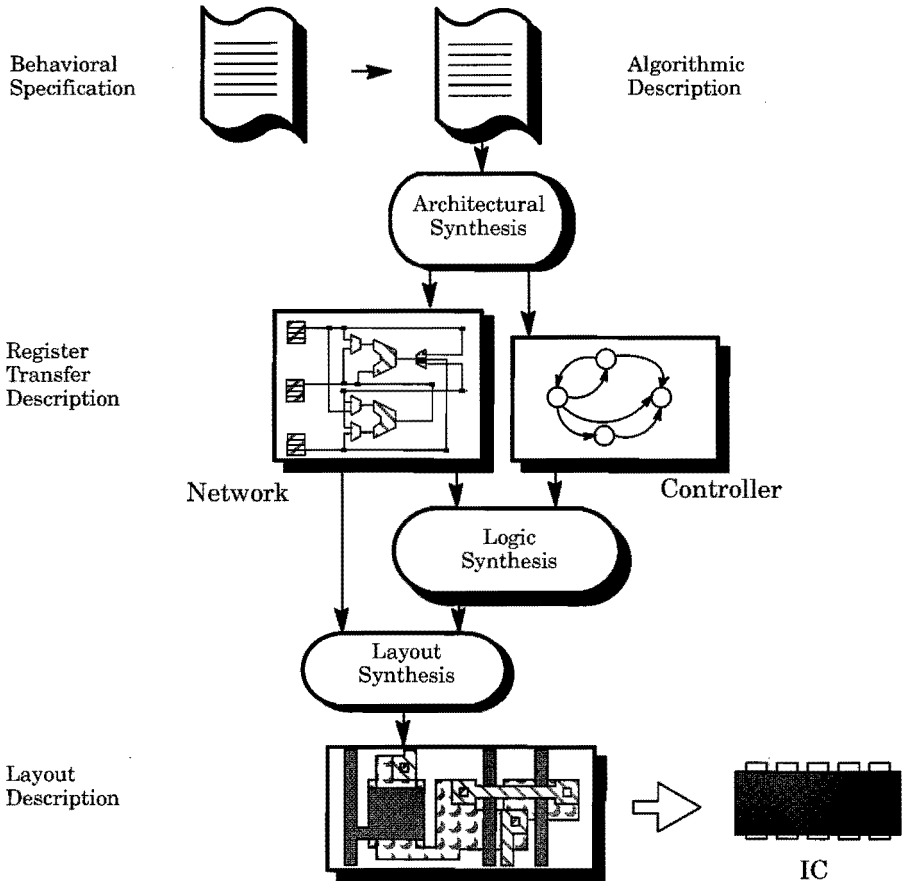 Behavioral
Specification
Algorithmic
Description
Architectural
Synthesis
Register
Transfer
Description
Network
Controller
Logic
Synthesis
Layout
Synthesis
Layout
Description
IC